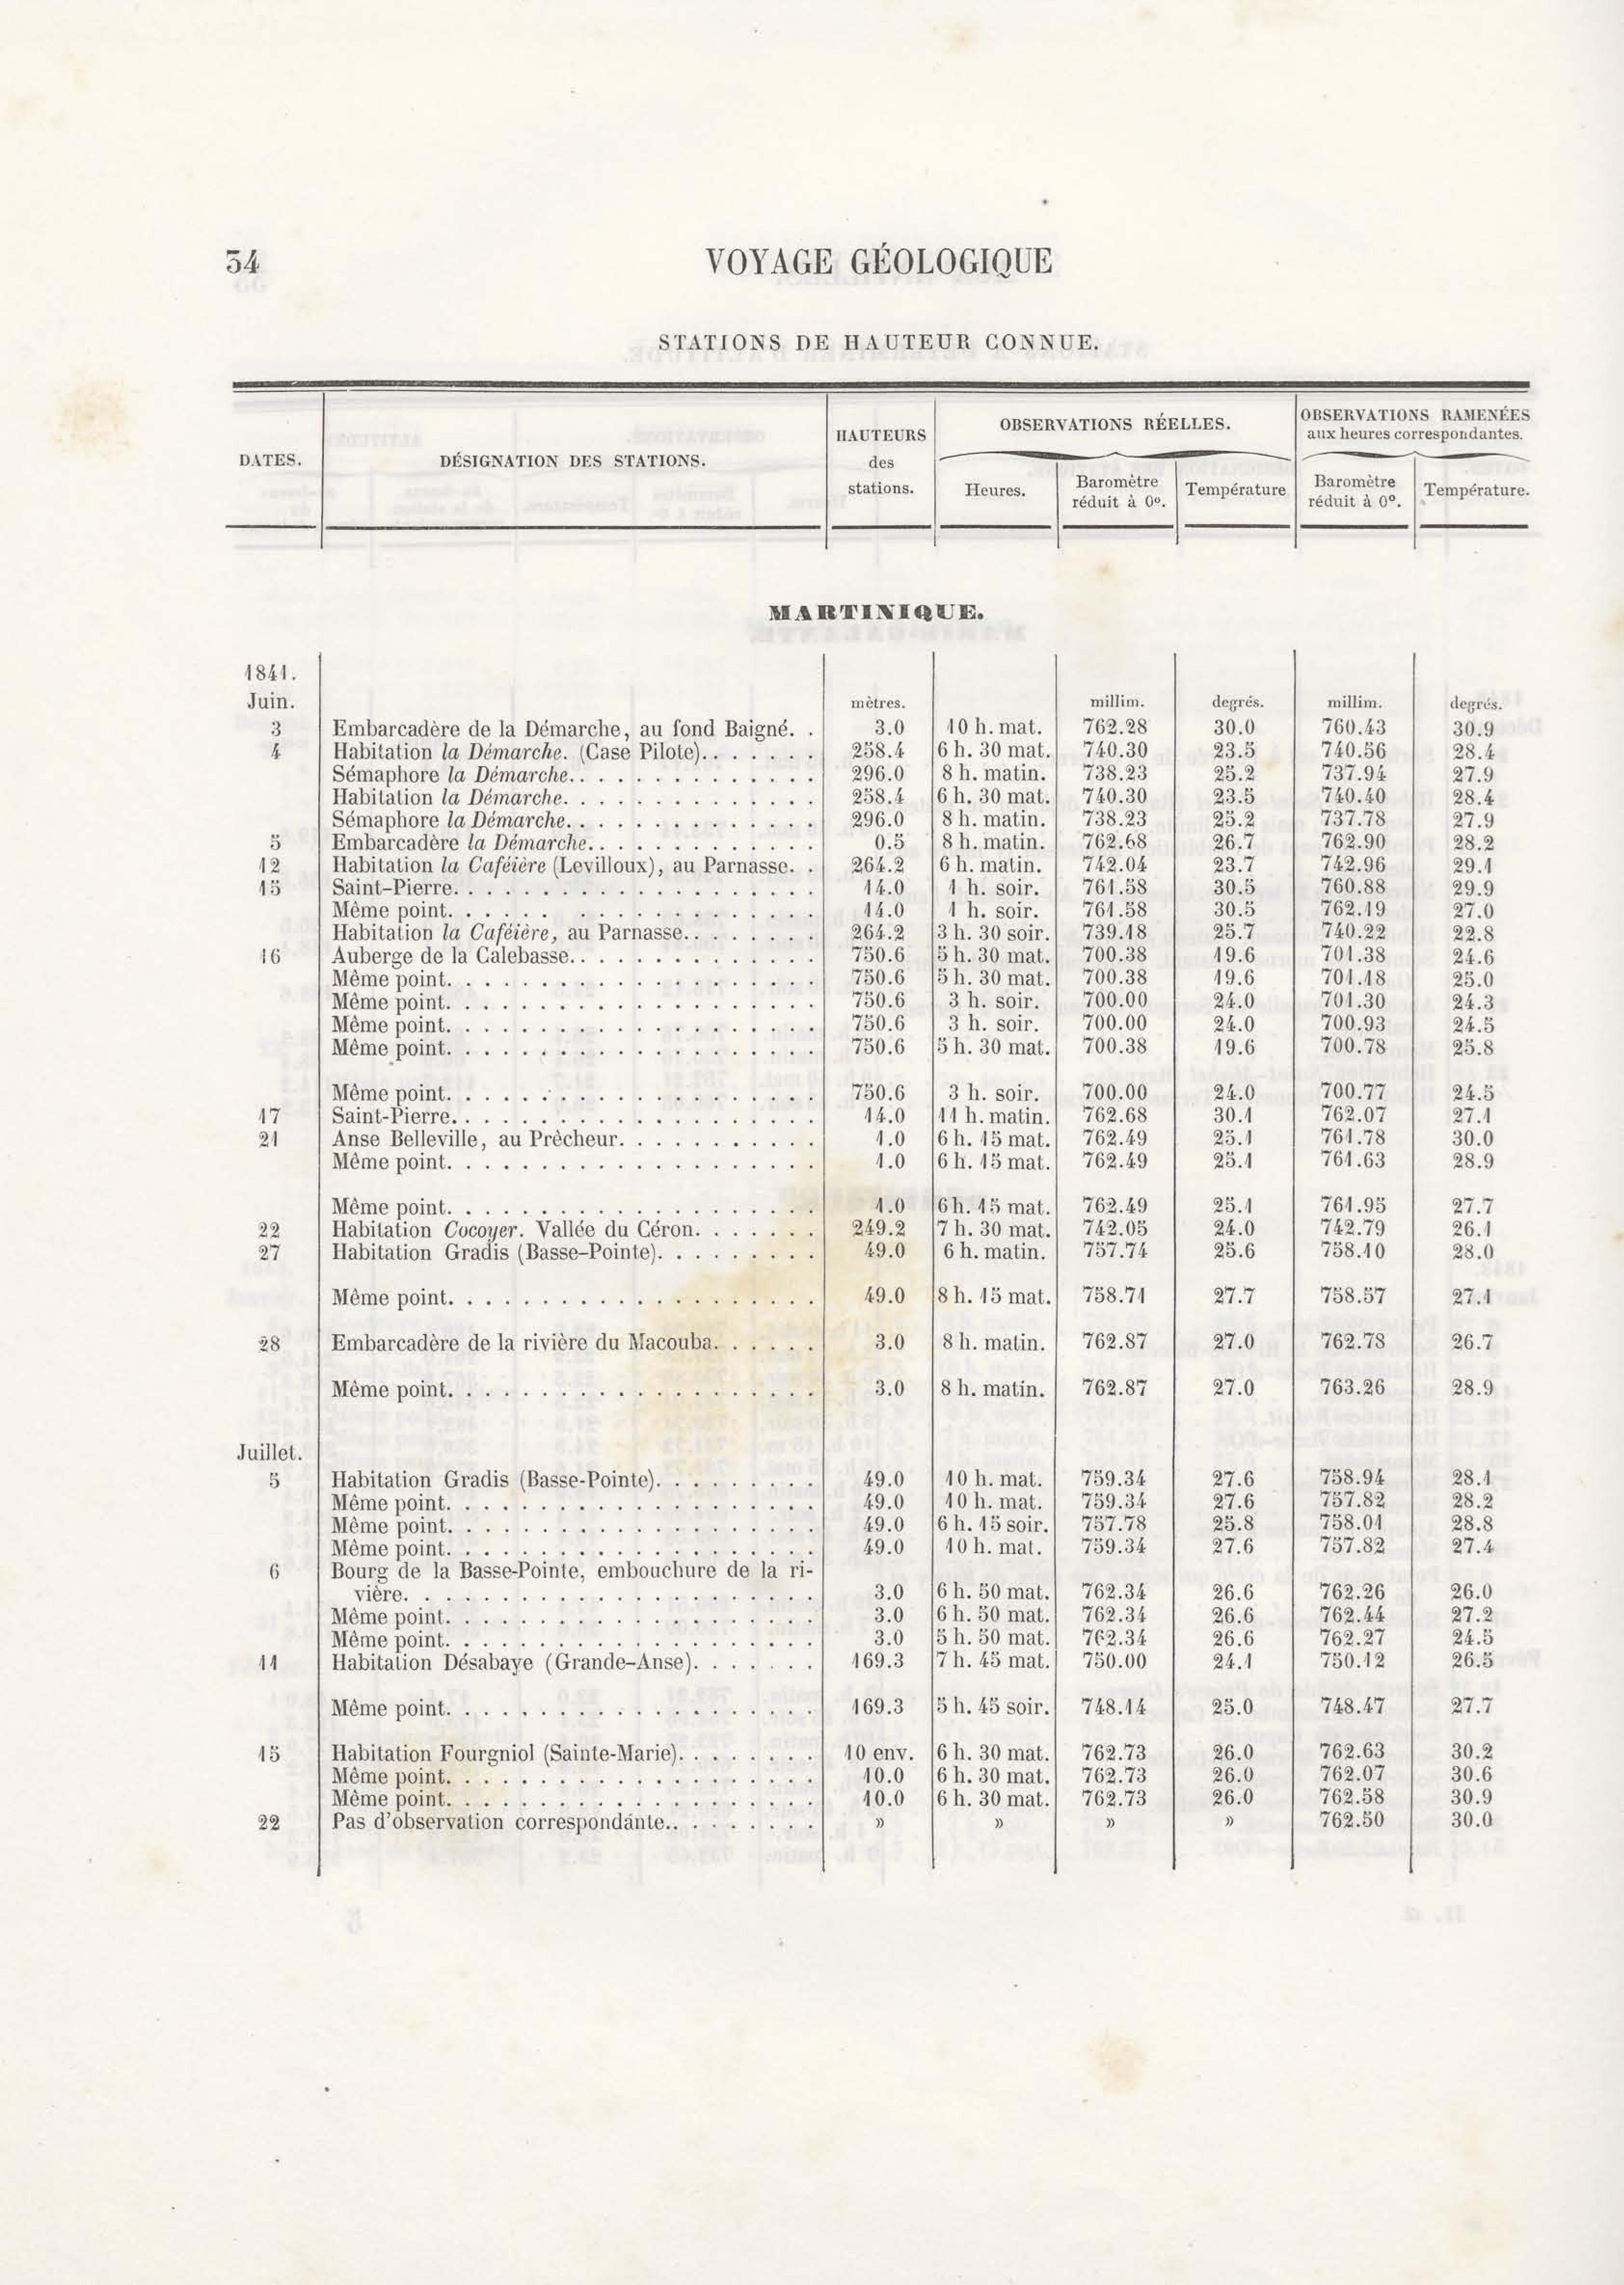 34
VOYAGE GÉOLOGIQUE
STATIONS DE HAUTEUR CONNUE.
DATES. DÉSIGNATION DES STATIONS. HAUTEURS des stations. OBSERVATIONS RÉELLES. OBSERVATIONS RAMENÉES aux heures correspondantes.
Heures. Baromètre réduit à 0º. Température Baromètre réduit à 0º. Température.
MARTINIQUE.
1841.
Juin. mètres. millim. degrés. millim. degrés.
3 Embarcadère de la Démarche, au fond Baigné. . 3.0 10 h. mat. 762.28 30.0 760.43 30.9
4 Habitation la Démarche. (Case Pilote). . . . . . . 258.4 6 h. 30 mat. 740.30 23.5 740.56 28.4
Sémaphore la Démarche. . . . . . . . . . . . . . 296.0 8 h. matin. 738.23 25.2 737.94 27.9
Habitation la Démarche. . . . . . . . . . . . . . 258.4 6 h. 30 mat. 740.30 23.5 740.40 28.4
Sémaphore la Démarche. . . . . . . . . . . . . . 296.0 8 h. matin. 738.23 25.2 737.78 27.9
5 Embarcadère la Démarche. . . . . . . . . . . . . 0.5 8 h. matin. 762.68 26.7 762.90 28.2
12 Habitation la Caféière (Levilloux), au Parnasse. . 264.2 6 h. matin. 742.04 23.7 742.96 29.1
15 Saint-Pierre. . . . . . . . . . . . . . . . . . . . 14.0 1 h. soir. 761.58 30.5 760.88 29.9
Même point. . . . . . . . . . . . . . . . . . . . 14.0 1 h. soir. 761.58 30.5 762.19 27.0
Habitation la Caféière, au Parnasse. . . . . . . . 264.2 3 h. 30 soir. 739.18 25.7 740.22 22.8
16 Auberge de la Calebasse. . . . . . . . . . . . . . 750.6 5 h. 30 mat. 700.38 19.6 701.38 24.6
Même point. . . . . . . . . . . . . . . . . . . . 750.6 5 h. 30 mat. 700.38 19.6 701.18 25.0
Même point. . . . . . . . . . . . . . . . . . . . 750.6 3 h. soir. 700.00 24.0 701.30 24.3
Même point. . . . . . . . . . . . . . . . . . . . 750.6 3 h. soir. 700.00 24.0 700.93 24.5
Même point. . . . . . . . . . . . . . . . . . . . 750.6 5 h. 30 mat. 700.38 19.6 700.78 25.8
Même point. . . . . . . . . . . . . . . . . . . . 750.6 3 h. soir. 700.00 24.0 700.77 24.5
17 Saint-Pierre. . . . . . . . . . . . . . . . . . . . 14.0 11 h. matin. 762.68 30.1 762.07 27.1
21 Anse Belleville, au Prêcheur. . . . . . . . . . . . 1.0 6 h. 15 mat. 762.49 25.1 761.78 30.0
Même point. . . . . . . . . . . . . . . . . . . . 1.0 6 h. 15 mat. 762.49 25.1 761.63 28.9
Même point. . . . . . . . . . . . . . . . . . . . 1.0 6 h. 15 mat. 762.49 25.1 761.95 27.7
22 Habitation Cocoyer. Vallée du Céron. . . . . . . . 249.2 7 h. 30 mat. 742.05 24.0 742.79 26.1
27 Habitation Gradis (Basse-Pointe). . . . . . . . . . 49.0 6 h. matin. 757.74 25.6 758.10 28.0
Même point. . . . . . . . . . . . . . . . . . . . 49.0 8 h. 15 mat. 758.71 27.7 758.57 27.1
28 Embarcadère de la rivière du Macouba. . . . . . 3.0 8 h. matin. 762.87 27.0 762.78 26.7
Même point. . . . . . . . . . . . . . . . . . . . 3.0 8 h. matin. 762.87 27.0 763.26 28.9
Juillet.
5 Habitation Gradis (Basse-Pointe). . . . . . . . . . 49.0 10 h. mat. 759.34 27.6 758.94 28.1
Même point. . . . . . . . . . . . . . . . . . . . 49.0 10 h. mat. 759.34 27.6 757.82 28.2
Même point. . . . . . . . . . . . . . . . . . . . 49.0 6 h. 15 soir. 757.78 25.8 758.01 28.8
Même point. . . . . . . . . . . . . . . . . . . . 49.0 10 h. mat. 759.34 27.6 757.82 27.4
6 Bourg de la Basse-Pointe, embouchure de la ri-
vière. . . . . . . . . . . . . . . . . . . . . . 3.0 6 h. 50 mat. 762.34 26.6 762.26 26.0
Même point. . . . . . . . . . . . . . . . . . . . 3.0 6 h. 50 mat. 762.34 26.6 762.44 27.2
Même point. . . . . . . . . . . . . . . . . . . . 3.0 5 h. 50 mat. 762.34 26.6 762.27 24.5
11 Habitation Désabaye (Grande-Anse). . . . . . . . 169.3 7 h. 45 mat. 750.00 24.1 750.12 26.5
Même point. . . . . . . . . . . . . . . . . . . . 169.3 5 h. 45 soir. 748.14 25.0 748.47 27.7
15 Habitation Fourgniol (Sainte-Marie). . . . . . . . . 10 env. 6 h. 30 mat. 762.73 26.0 762.63 30.2
Même point. . . . . . . . . . . . . . . . . . . . 10.0 6 h. 30 mat. 762.73 26.0 762.07 30.6
Même point. . . . . . . . . . . . . . . . . . . . 10.0 6 h. 30 mat. 762.73 26.0 762.58 30.9
22 Pas d'observation correspondante. . . . . . . . . » » » » 762.50 30.0